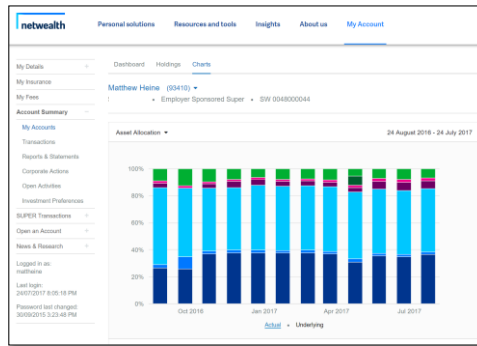 netwealth
Personal solutions
Resources and tools
Insights
About us
My Account
My Details
My Insurance
My Fees
Account Summary
My Accounts
Transactions
Reports & Statements
Corporate Actions
Open Activities
Investment Preferences
SUPER Transactions
Open an Account
News & Research
Logged in as:
mattheine
Last login:
24/07/2017 8:05:18 PM
Password last changed:
30/09/2015 3:23:48 PM
Dashboard Holdings Charts
Matthew Heine (93410)
• Employer Sponsored Super • SW 0048000044
Asset Allocation
24 August 2016 - 24 July 2017
100%
80%
60%
40%
20%
0%
Oct 2016 Jan 2017 Apr 2017 Jul 2017
Actual • Underlying